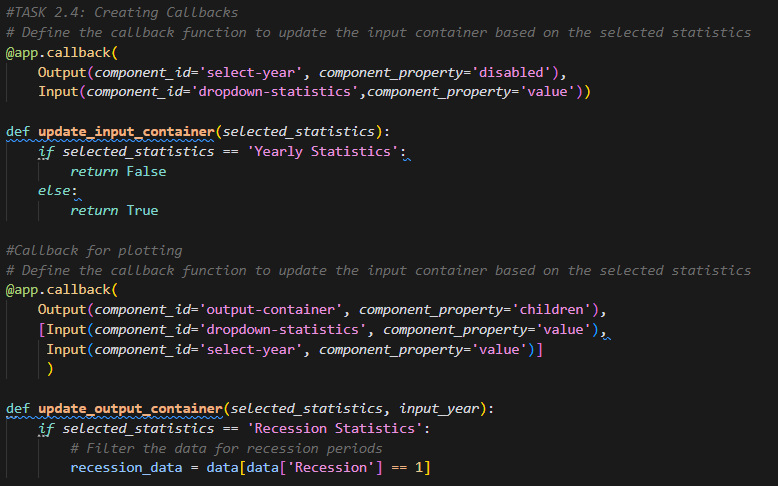 #TASK 2.4: Creating Callbacks
# Define the callback function to update the input container based on the selected statistics
@app.callback(
    Output(component_id='select-year', component_property='disabled'),
    Input(component_id='dropdown-statistics',component_property='value'))

def update_input_container(selected_statistics):
    if selected_statistics == 'Yearly Statistics':
        return False
    else:
        return True

#Callback for plotting
# Define the callback function to update the input container based on the selected statistics
@app.callback(
    Output(component_id='output-container', component_property='children'),
    [Input(component_id='dropdown-statistics', component_property='value'),
     Input(component_id='select-year', component_property='value')]
     )

def update_output_container(selected_statistics, input_year):
    if selected_statistics == 'Recession Statistics':
        # Filter the data for recession periods
        recession_data = data[data['Recession'] == 1]